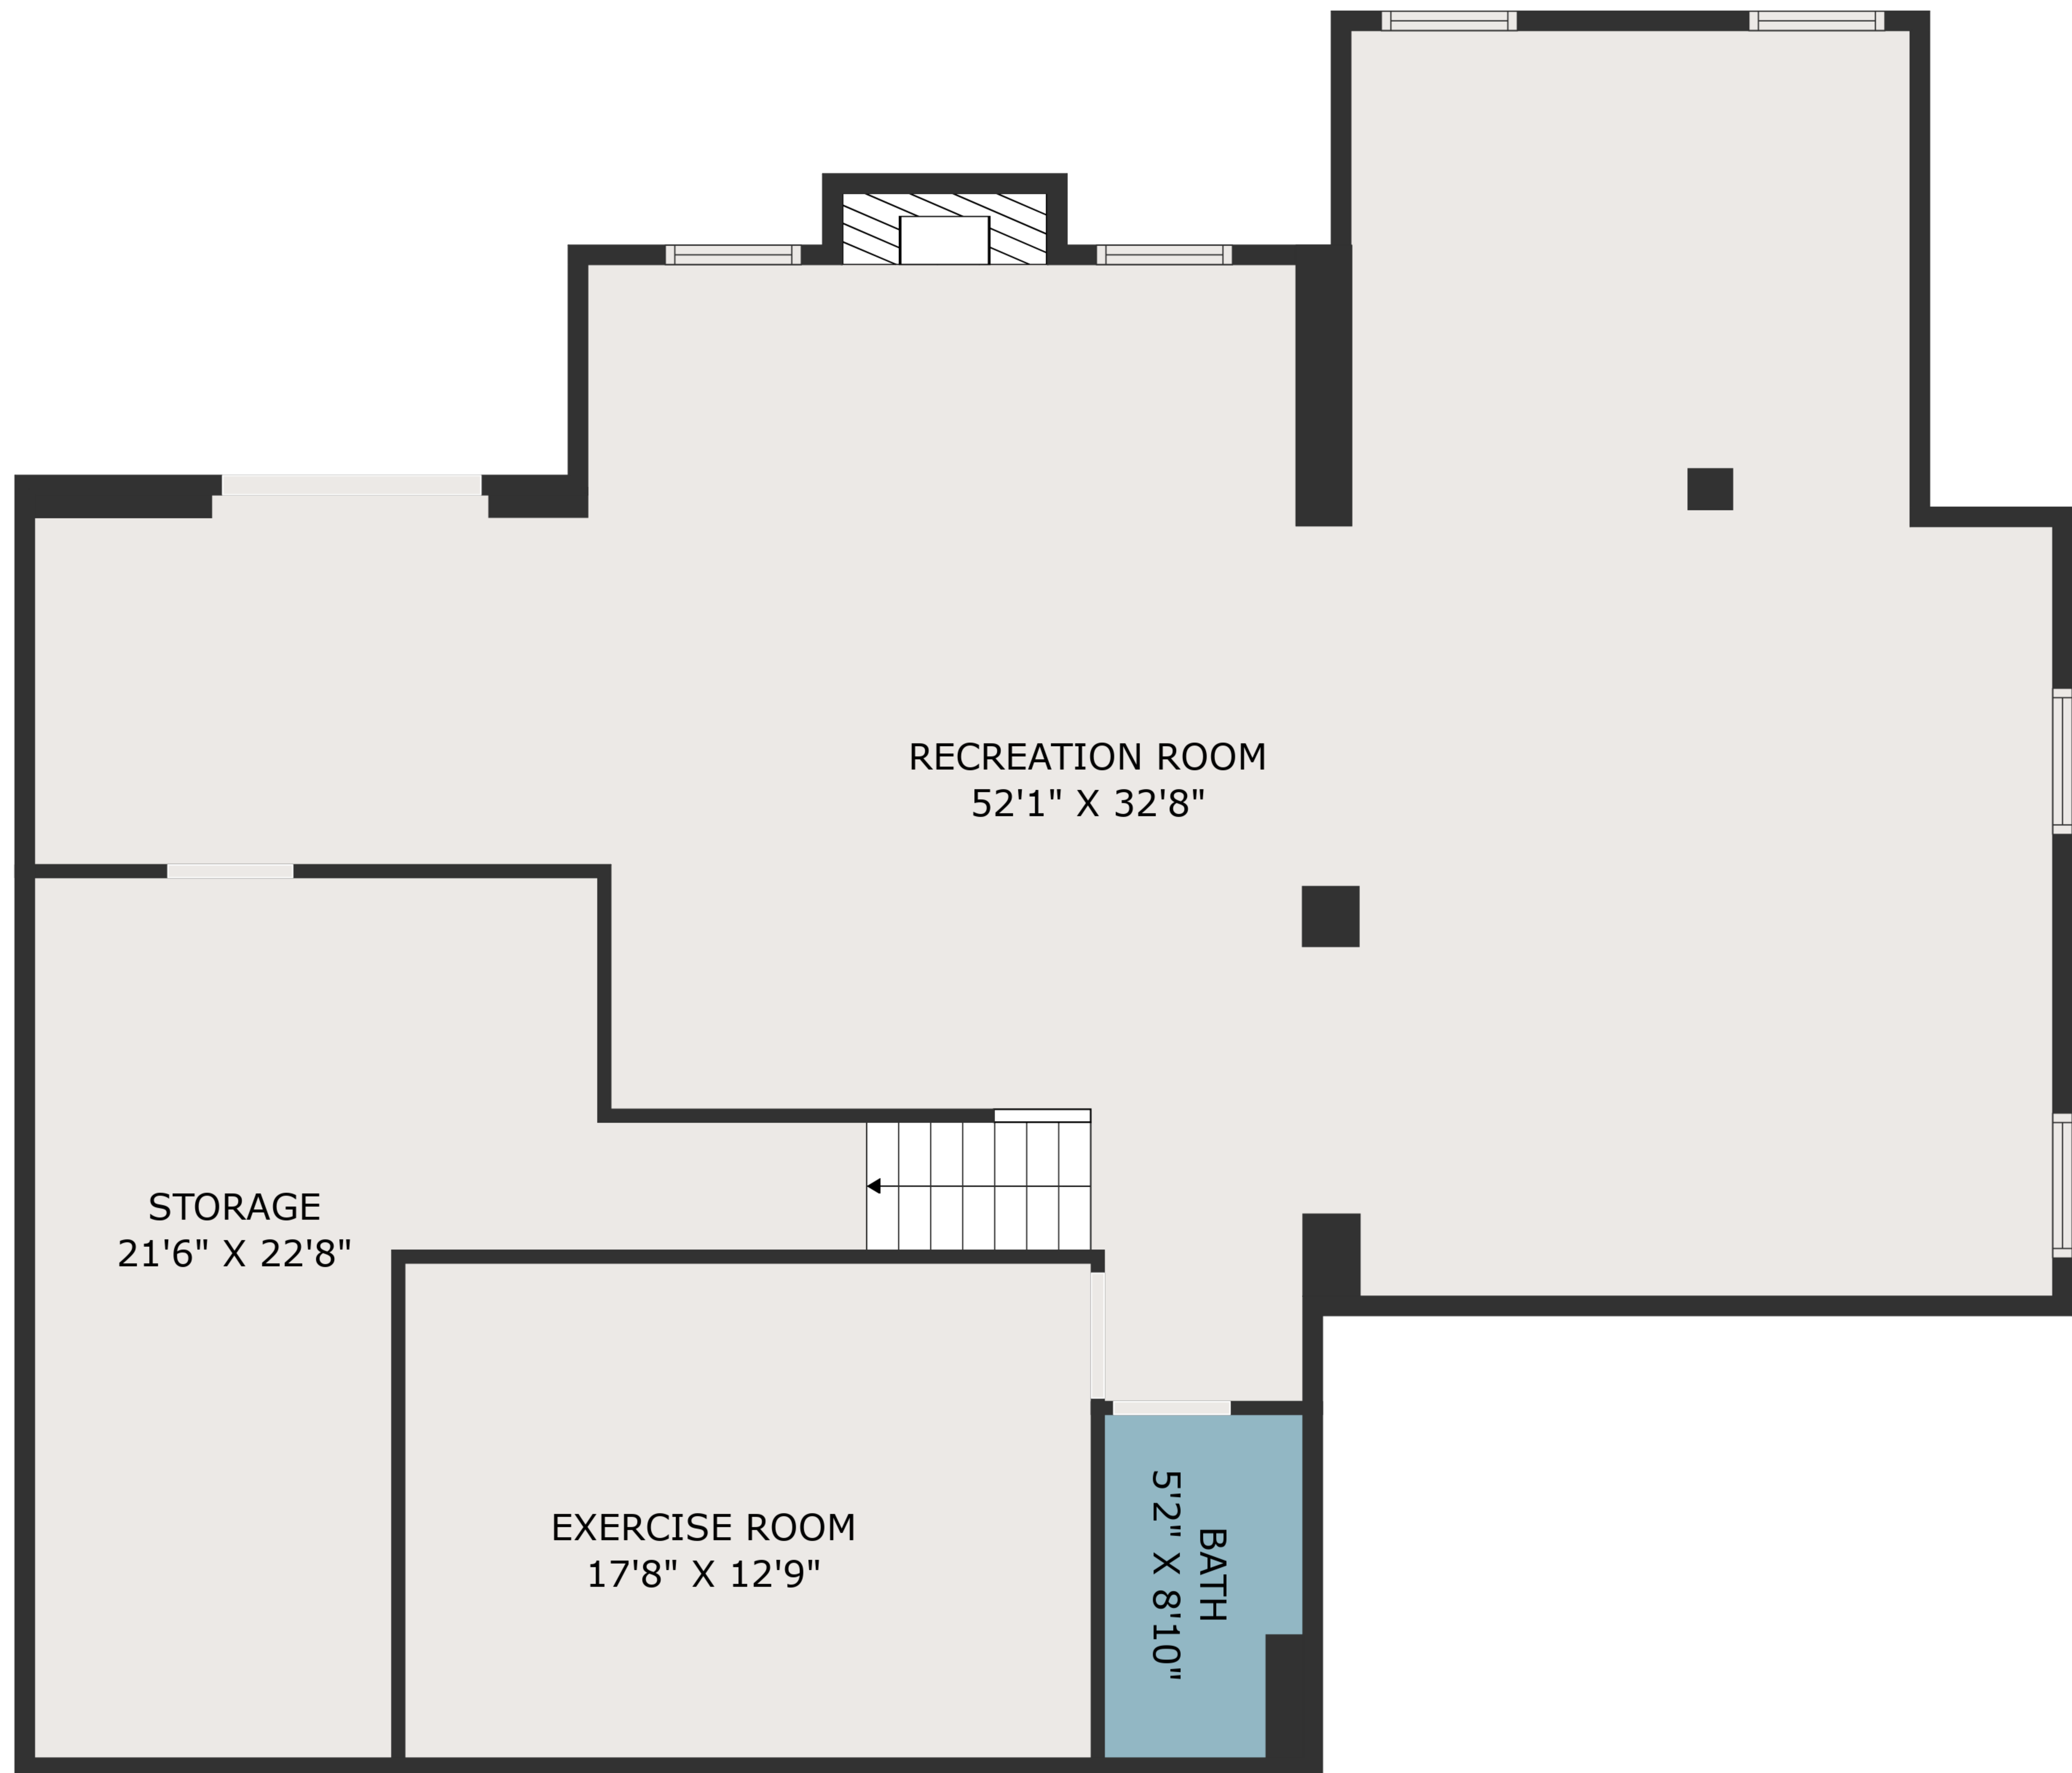 RECREATION ROOM
52'1" X 32'8"
STORAGE
21'6" X 22'8"
EXERCISE ROOM
17'8" X 12'9"
BATH
5'2" X 8'10"